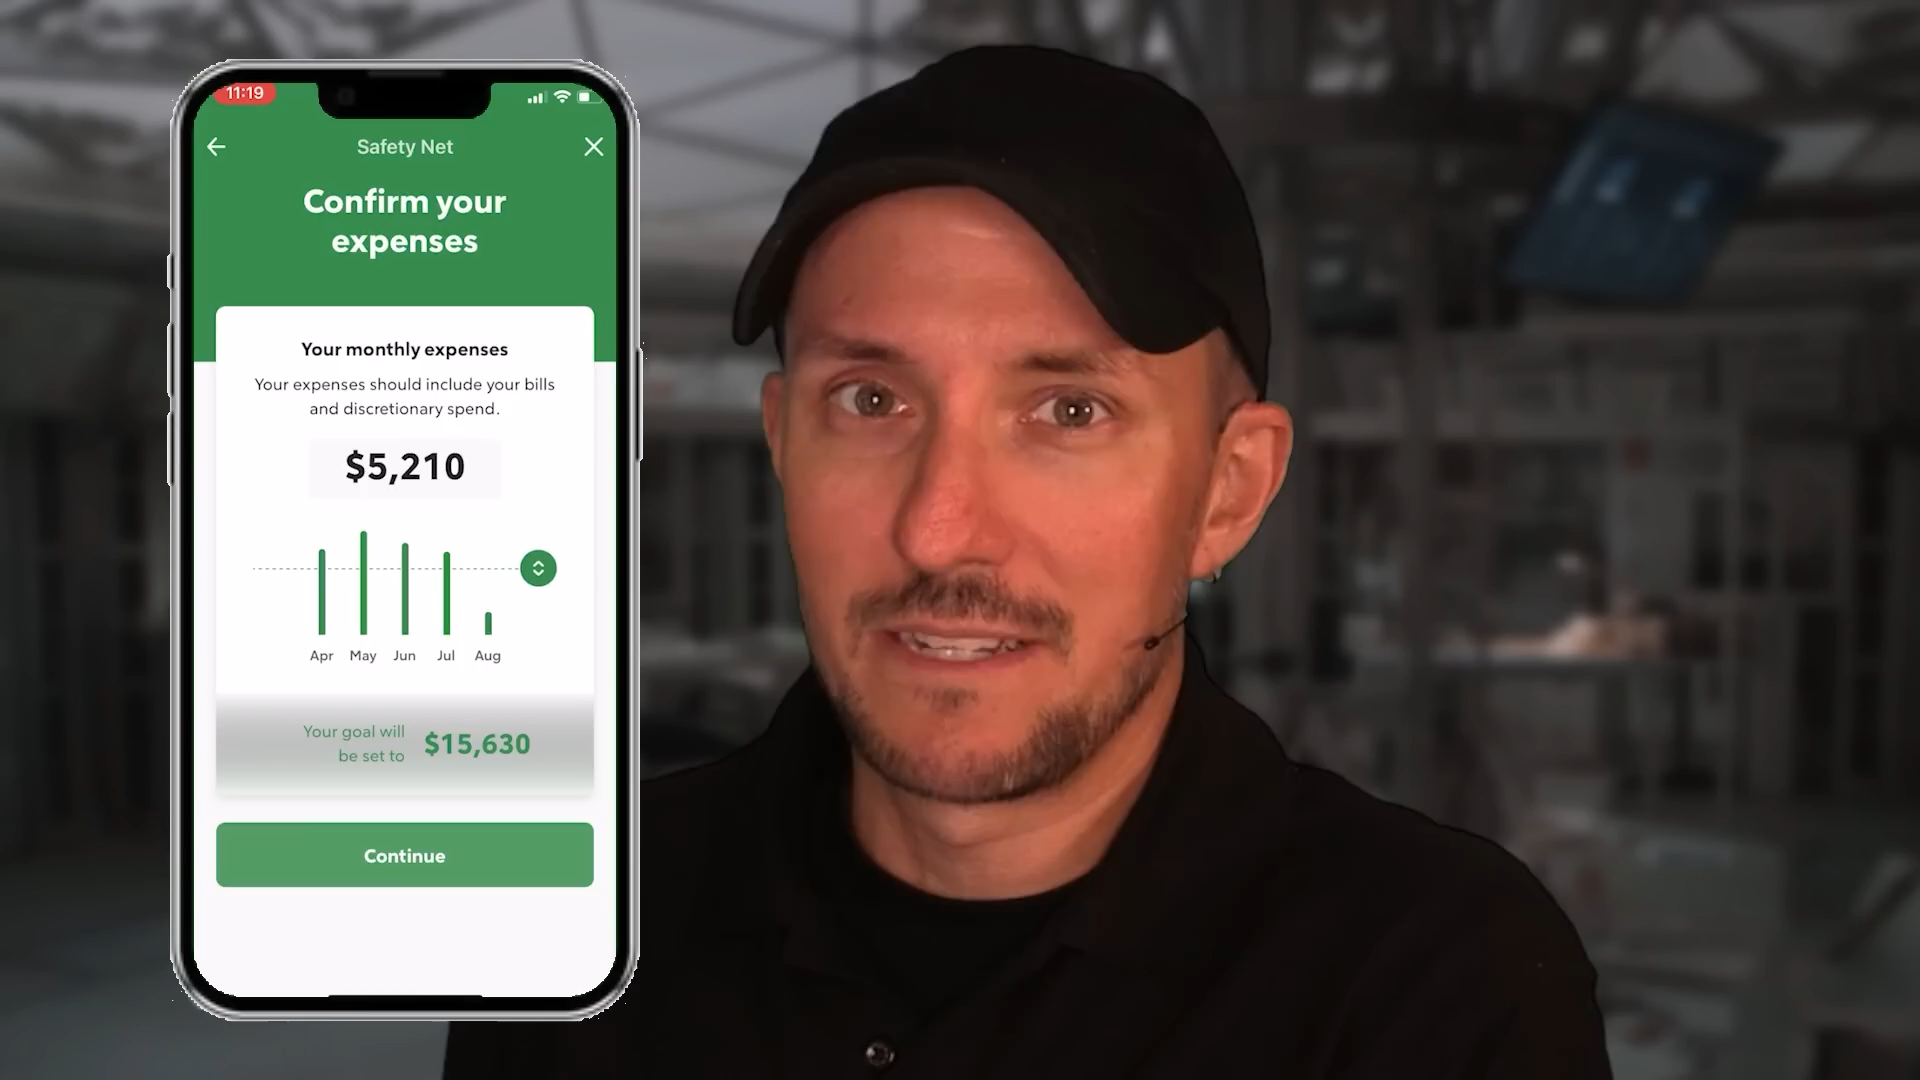 11:19
Safety Net
Confirm your
expenses
Your monthly expenses
Your expenses should include your bills
and discretionary spend.
$5,210
Apr May Jun Jul Aug
Your goal will
be set to
$15,630
Continue